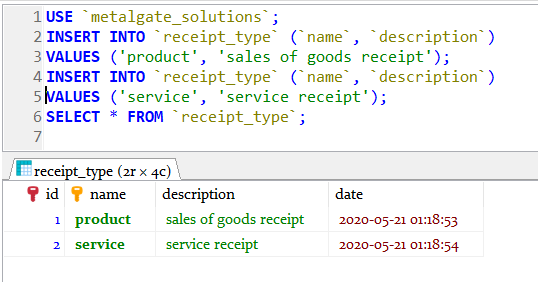 1 USE `metalgate_solutions`;
2 INSERT INTO `receipt_type` (`name`, `description`)
3 VALUES ('product', 'sales of goods receipt');
4 INSERT INTO `receipt_type` (`name`, `description`)
5 VALUES ('service', 'service receipt');
6 SELECT * FROM `receipt_type`;
7
receipt_type (2r × 4c)
id name description date
1 product sales of goods receipt 2020-05-21 01:18:53
2 service service receipt 2020-05-21 01:18:54